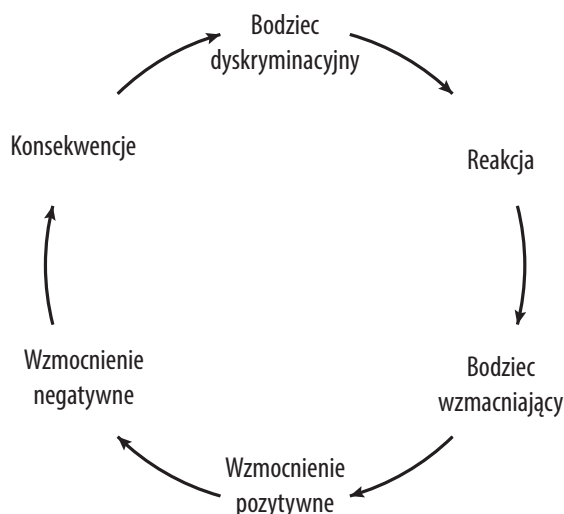 Bodziec
dyskryminacyjny
Reakcja
Bodziec
wzmacniający
Wzmocnienie
pozytywne
Wzmocnienie
negatywne
Konsekwencje